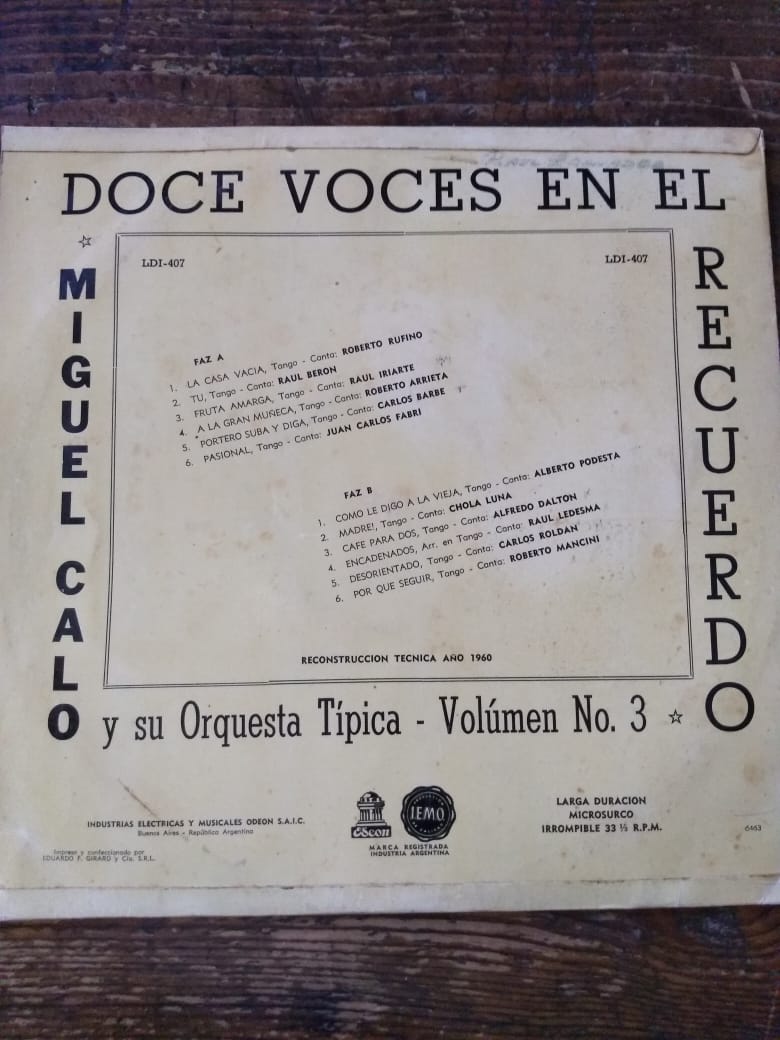 DOCE VOCES EN EL
RECUERDO
MIGUEL CALO
y su Orquesta Típica - Volúmen No. 3
LDI-407
LDI-407
FAZ A
1. LA CASA VACIA, Tango - Canta: ROBERTO RUFINO
2. TU, Tango - Canta: RAUL BERON
3. FRUTA AMARGA, Tango - Canta: RAUL IRIARTE
4. A LA GRAN MUÑECA, Tango - Canta: ROBERTO ARRIETA
5. PORTERO SUBA Y DIGA, Tango - Canta: CARLOS BARBE
6. PASIONAL, Tango - Canta: JUAN CARLOS FABRI
FAZ B
1. COMO LE DIGO A LA VIEJA, Tango - Canta: ALBERTO PODESTA
2. MADRE!, Tango - Canta: CHOLA LUNA
3. CAFE PARA DOS, Tango - Canta: ALFREDO DALTON
4. ENCADENADOS, Arr. en Tango - Canta: RAUL LEDESMA
5. DESORIENTADO, Tango - Canta: CARLOS ROLDAN
6. POR QUE SEGUIR, Tango - Canta: ROBERTO MANCINI
RECONSTRUCCION TECNICA AÑO 1960
INDUSTRIAS ELECTRICAS Y MUSICALES ODEON S.A.I.C.
Buenos Aires - República Argentina
Impreso y confeccionado por
EDUARDO F. GIRARD y Cía. S.R.L.
IEMO
MARCA REGISTRADA
INDUSTRIA ARGENTINA
LARGA DURACION
MICROSURCO
IRROMPIBLE 33 ⅓ R.P.M.
6463